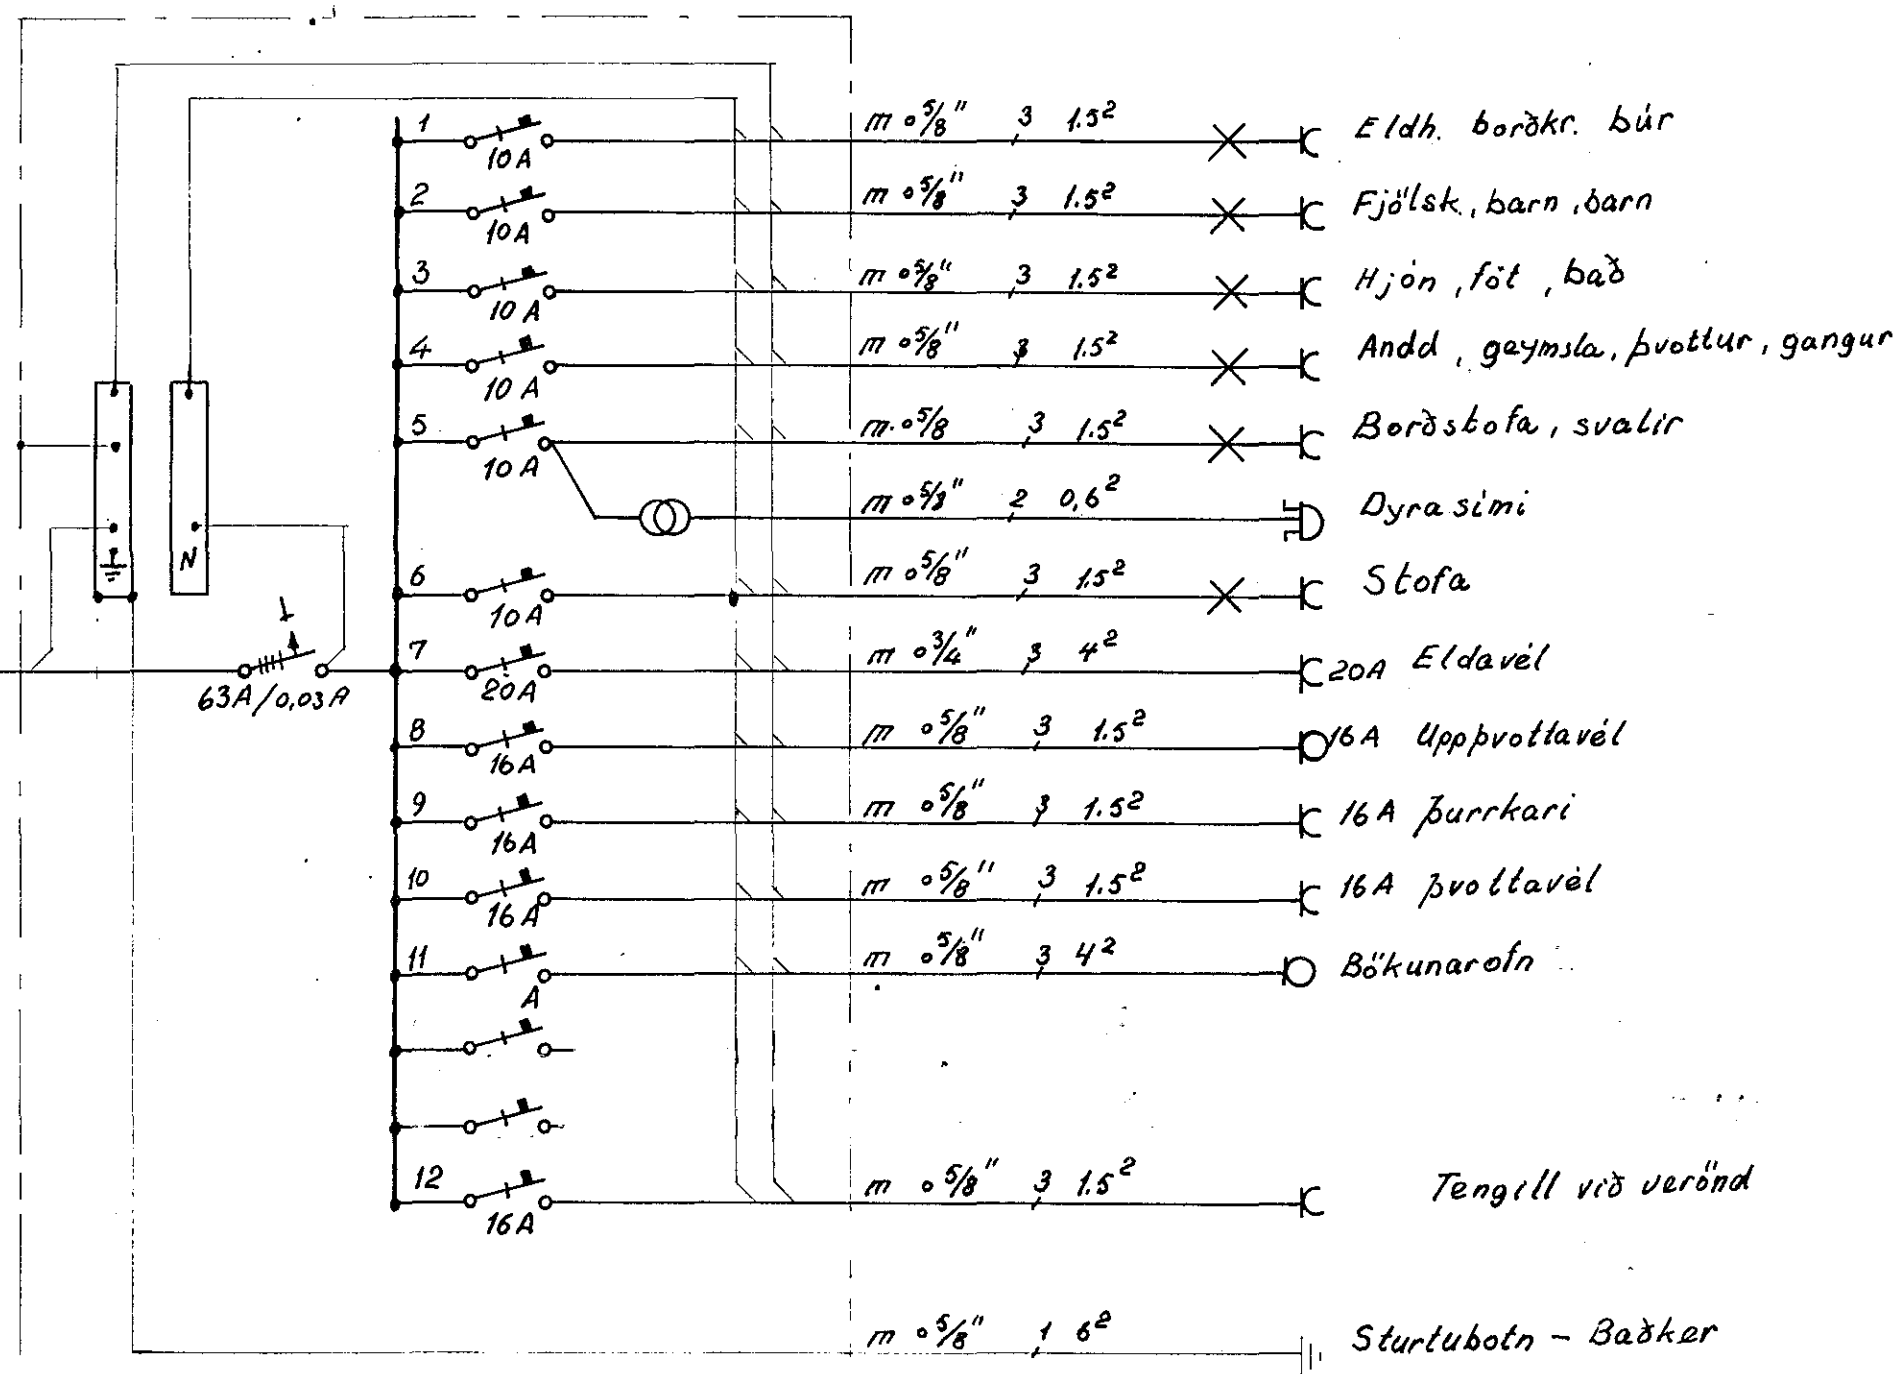 1 10A m ∘ 5/8" 3 1.5² Eldh. borðkr. búr
2 10A m ∘ 5/8" 3 1.5² Fjölsk., barn, barn
3 10A m ∘ 5/8" 3 1.5² Hjón, föt, bað
4 10A m ∘ 5/8" 3 1.5² Andd, geymsla, þvottur, gangur
5 10A m ∘ 5/8 3 1.5² Borðstofa, svalir
m ∘ 5/8" 2 0,6² Dyrasími
N
6 10A m ∘ 5/8" 3 1.5² Stofa
63A/0,03A
7 20A m ∘ 3/4" 3 4² 20A Eldavél
8 16A m ∘ 5/8" 3 1.5² 16A Uppþvottavél
9 16A m ∘ 5/8" 3 1.5² 16A Þurrkari
10 16A m ∘ 5/8" 3 1.5² 16A Þvottavél
11 A m ∘ 5/8" 3 4² Bökunarofn
12 16A m ∘ 5/8" 3 1.5² Tengill við verönd
m ∘ 5/8" 1 6² Sturtubotn - Baðker